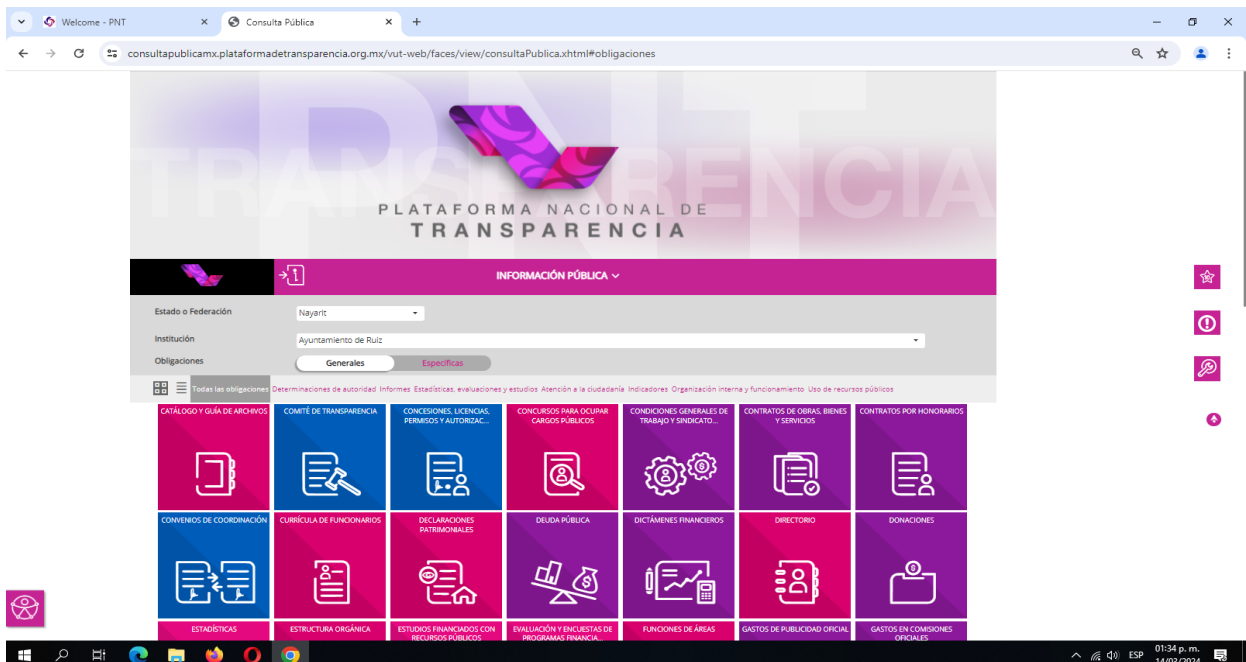 Welcome - PNT
Consulta Pública
consultapublicamx.plataformadetransparencia.org.mx/vut-web/faces/view/consultaPublica.xhtml#obligaciones
PNT
TRANSPARENCIA
PLATAFORMA NACIONAL DE
TRANSPARENCIA
INFORMACIÓN PÚBLICA
Estado o Federación
Nayarit
Institución
Ayuntamiento de Ruiz
Obligaciones
Generales
Específicas
Todas las obligaciones Determinaciones de autoridad Informes Estadísticas, evaluaciones y estudios Atención a la ciudadanía Indicadores Organización interna y funcionamiento Uso de recursos públicos
CATÁLOGO Y GUÍA DE ARCHIVOS
COMITÉ DE TRANSPARENCIA
CONCESIONES, LICENCIAS,
PERMISOS Y AUTORIZAC...
CONCURSOS PARA OCUPAR
CARGOS PÚBLICOS
CONDICIONES GENERALES DE
TRABAJO Y SINDICATO...
CONTRATOS DE OBRAS, BIENES
Y SERVICIOS
CONTRATOS POR HONORARIOS
CONVENIOS DE COORDINACIÓN
CURRÍCULA DE FUNCIONARIOS
DECLARACIONES
PATRIMONIALES
DEUDA PÚBLICA
DICTÁMENES FINANCIEROS
DIRECTORIO
DONACIONES
ESTADÍSTICAS
ESTRUCTURA ORGÁNICA
ESTUDIOS FINANCIADOS CON
RECURSOS PÚBLICOS
EVALUACIÓN Y ENCUESTAS DE
PROGRAMAS FINANCIA...
FUNCIONES DE ÁREAS
GASTOS DE PUBLICIDAD OFICIAL
GASTOS EN COMISIONES
OFICIALES
ESP
01:34 p. m.
14/03/2024